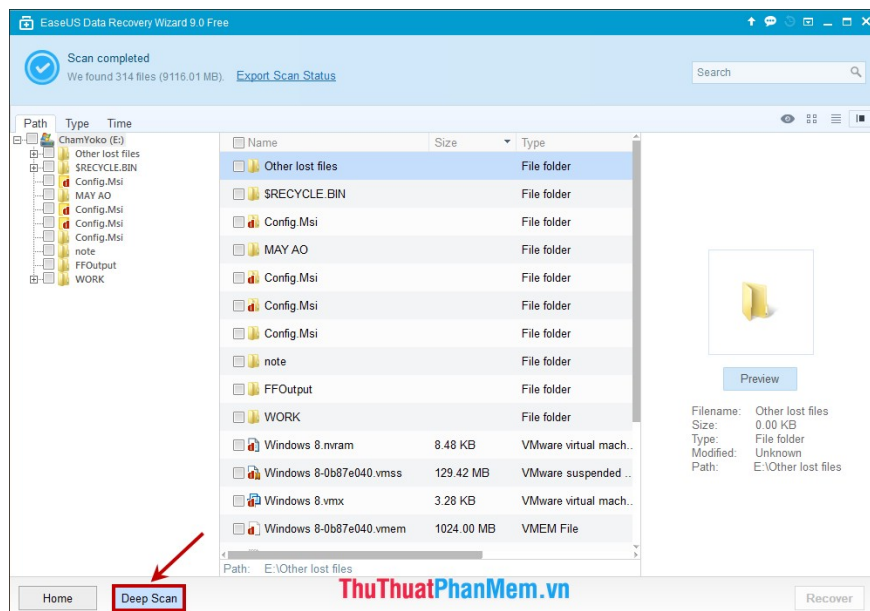 EaseUS Data Recovery Wizard 9.0 Free
Scan completed
We found 314 files (9116.01 MB). Export Scan Status
Search
Path Type Time
ChamYoko (E:)
Other lost files
$RECYCLE.BIN
Config.Msi
MAY AO
Config.Msi
Config.Msi
Config.Msi
note
FFOutput
WORK
Name Size Type
Other lost files File folder
$RECYCLE.BIN File folder
Config.Msi File folder
MAY AO File folder
Config.Msi File folder
Config.Msi File folder
Config.Msi File folder
note File folder
FFOutput File folder
WORK File folder
Windows 8.nvram 8.48 KB VMware virtual mach..
Windows 8-0b87e040.vmss 129.42 MB VMware suspended ..
Windows 8.vmx 3.28 KB VMware virtual mach..
Windows 8-0b87e040.vmem 1024.00 MB VMEM File
Path: E:\Other lost files
Preview
Filename: Other lost files
Size: 0.00 KB
Type: File folder
Modified: Unknown
Path: E:\Other lost files
Home Deep Scan ThuThuatPhanMem.vn Recover